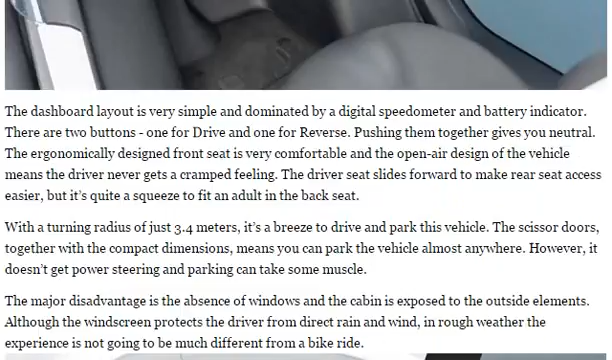 The dashboard layout is very simple and dominated by a digital speedometer and battery indicator.
There are two buttons - one for Drive and one for Reverse. Pushing them together gives you neutral.
The ergonomically designed front seat is very comfortable and the open-air design of the vehicle
means the driver never gets a cramped feeling. The driver seat slides forward to make rear seat access
easier, but it's quite a squeeze to fit an adult in the back seat.
With a turning radius of just 3.4 meters, it's a breeze to drive and park this vehicle. The scissor doors,
together with the compact dimensions, means you can park the vehicle almost anywhere. However, it
doesn't get power steering and parking can take some muscle.
The major disadvantage is the absence of windows and the cabin is exposed to the outside elements.
Although the windscreen protects the driver from direct rain and wind, in rough weather the
experience is not going to be much different from a bike ride.